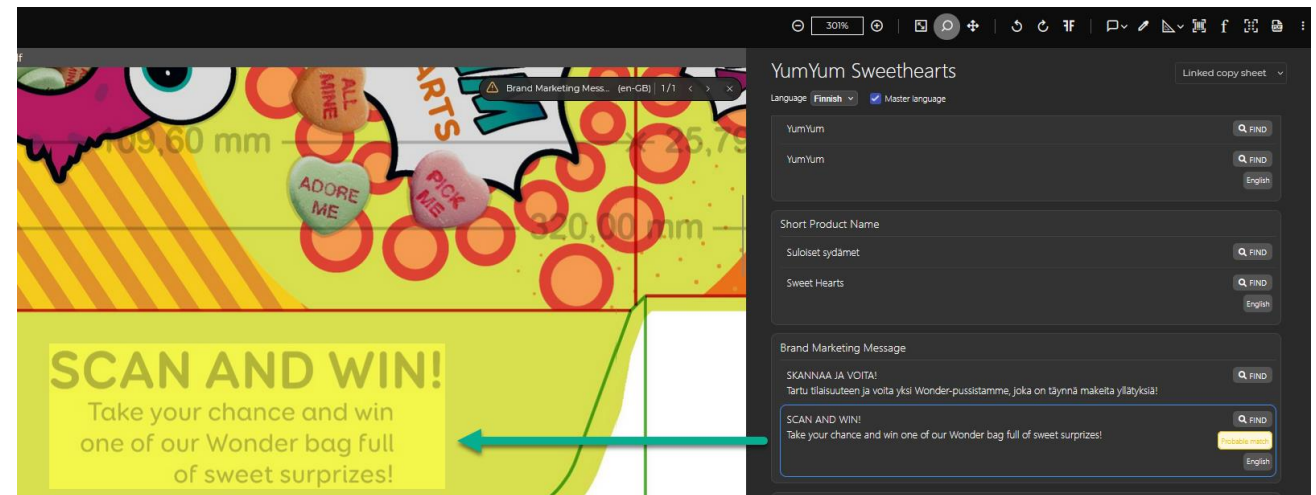 301%
lf
Brand Marketing Mess... (en-GB) 1/1
YumYum Sweethearts
Linked copy sheet
Language Finnish Master language
YumYum
FIND
YumYum
FIND
English
Short Product Name
Suloiset sydämet
FIND
Sweet Hearts
FIND
English
Brand Marketing Message
SKANNAA JA VOITA!
FIND
Tartu tilaisuuteen ja voita yksi Wonder-pussistamme, joka on täynnä makeita yllätyksiä!
SCAN AND WIN!
FIND
Take your chance and win one of our Wonder bag full of sweet surprizes!
Probable match
English
ALL
MINE
ARTS
109,60 mm
25,79
ADORE
ME
PICK
ME
320,00 mm
SCAN AND WIN!
Take your chance and win
one of our Wonder bag full
of sweet surprizes!